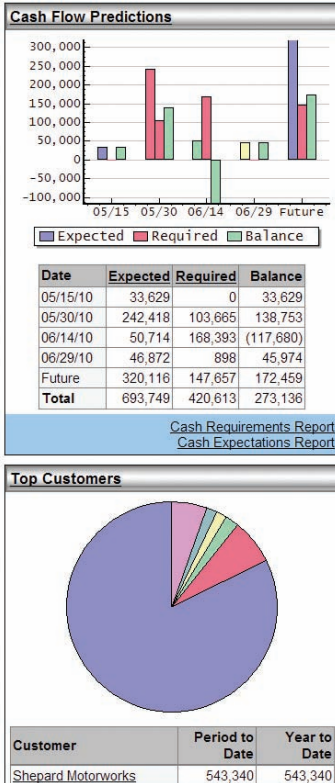 Cash Flow Predictions
300,000
250,000
200,000
150,000
100,000
50,000
0
-50,000
-100,000
05/15 05/30 06/14 06/29 Future
Expected Required Balance
Date Expected Required Balance
05/15/10 33,629 0 33,629
05/30/10 242,418 103,665 138,753
06/14/10 50,714 168,393 (117,680)
06/29/10 46,872 898 45,974
Future 320,116 147,657 172,459
Total 693,749 420,613 273,136
Cash Requirements Report
Cash Expectations Report
Top Customers
Customer Period to Date Year to Date
Shepard Motorworks 543,340 543,340